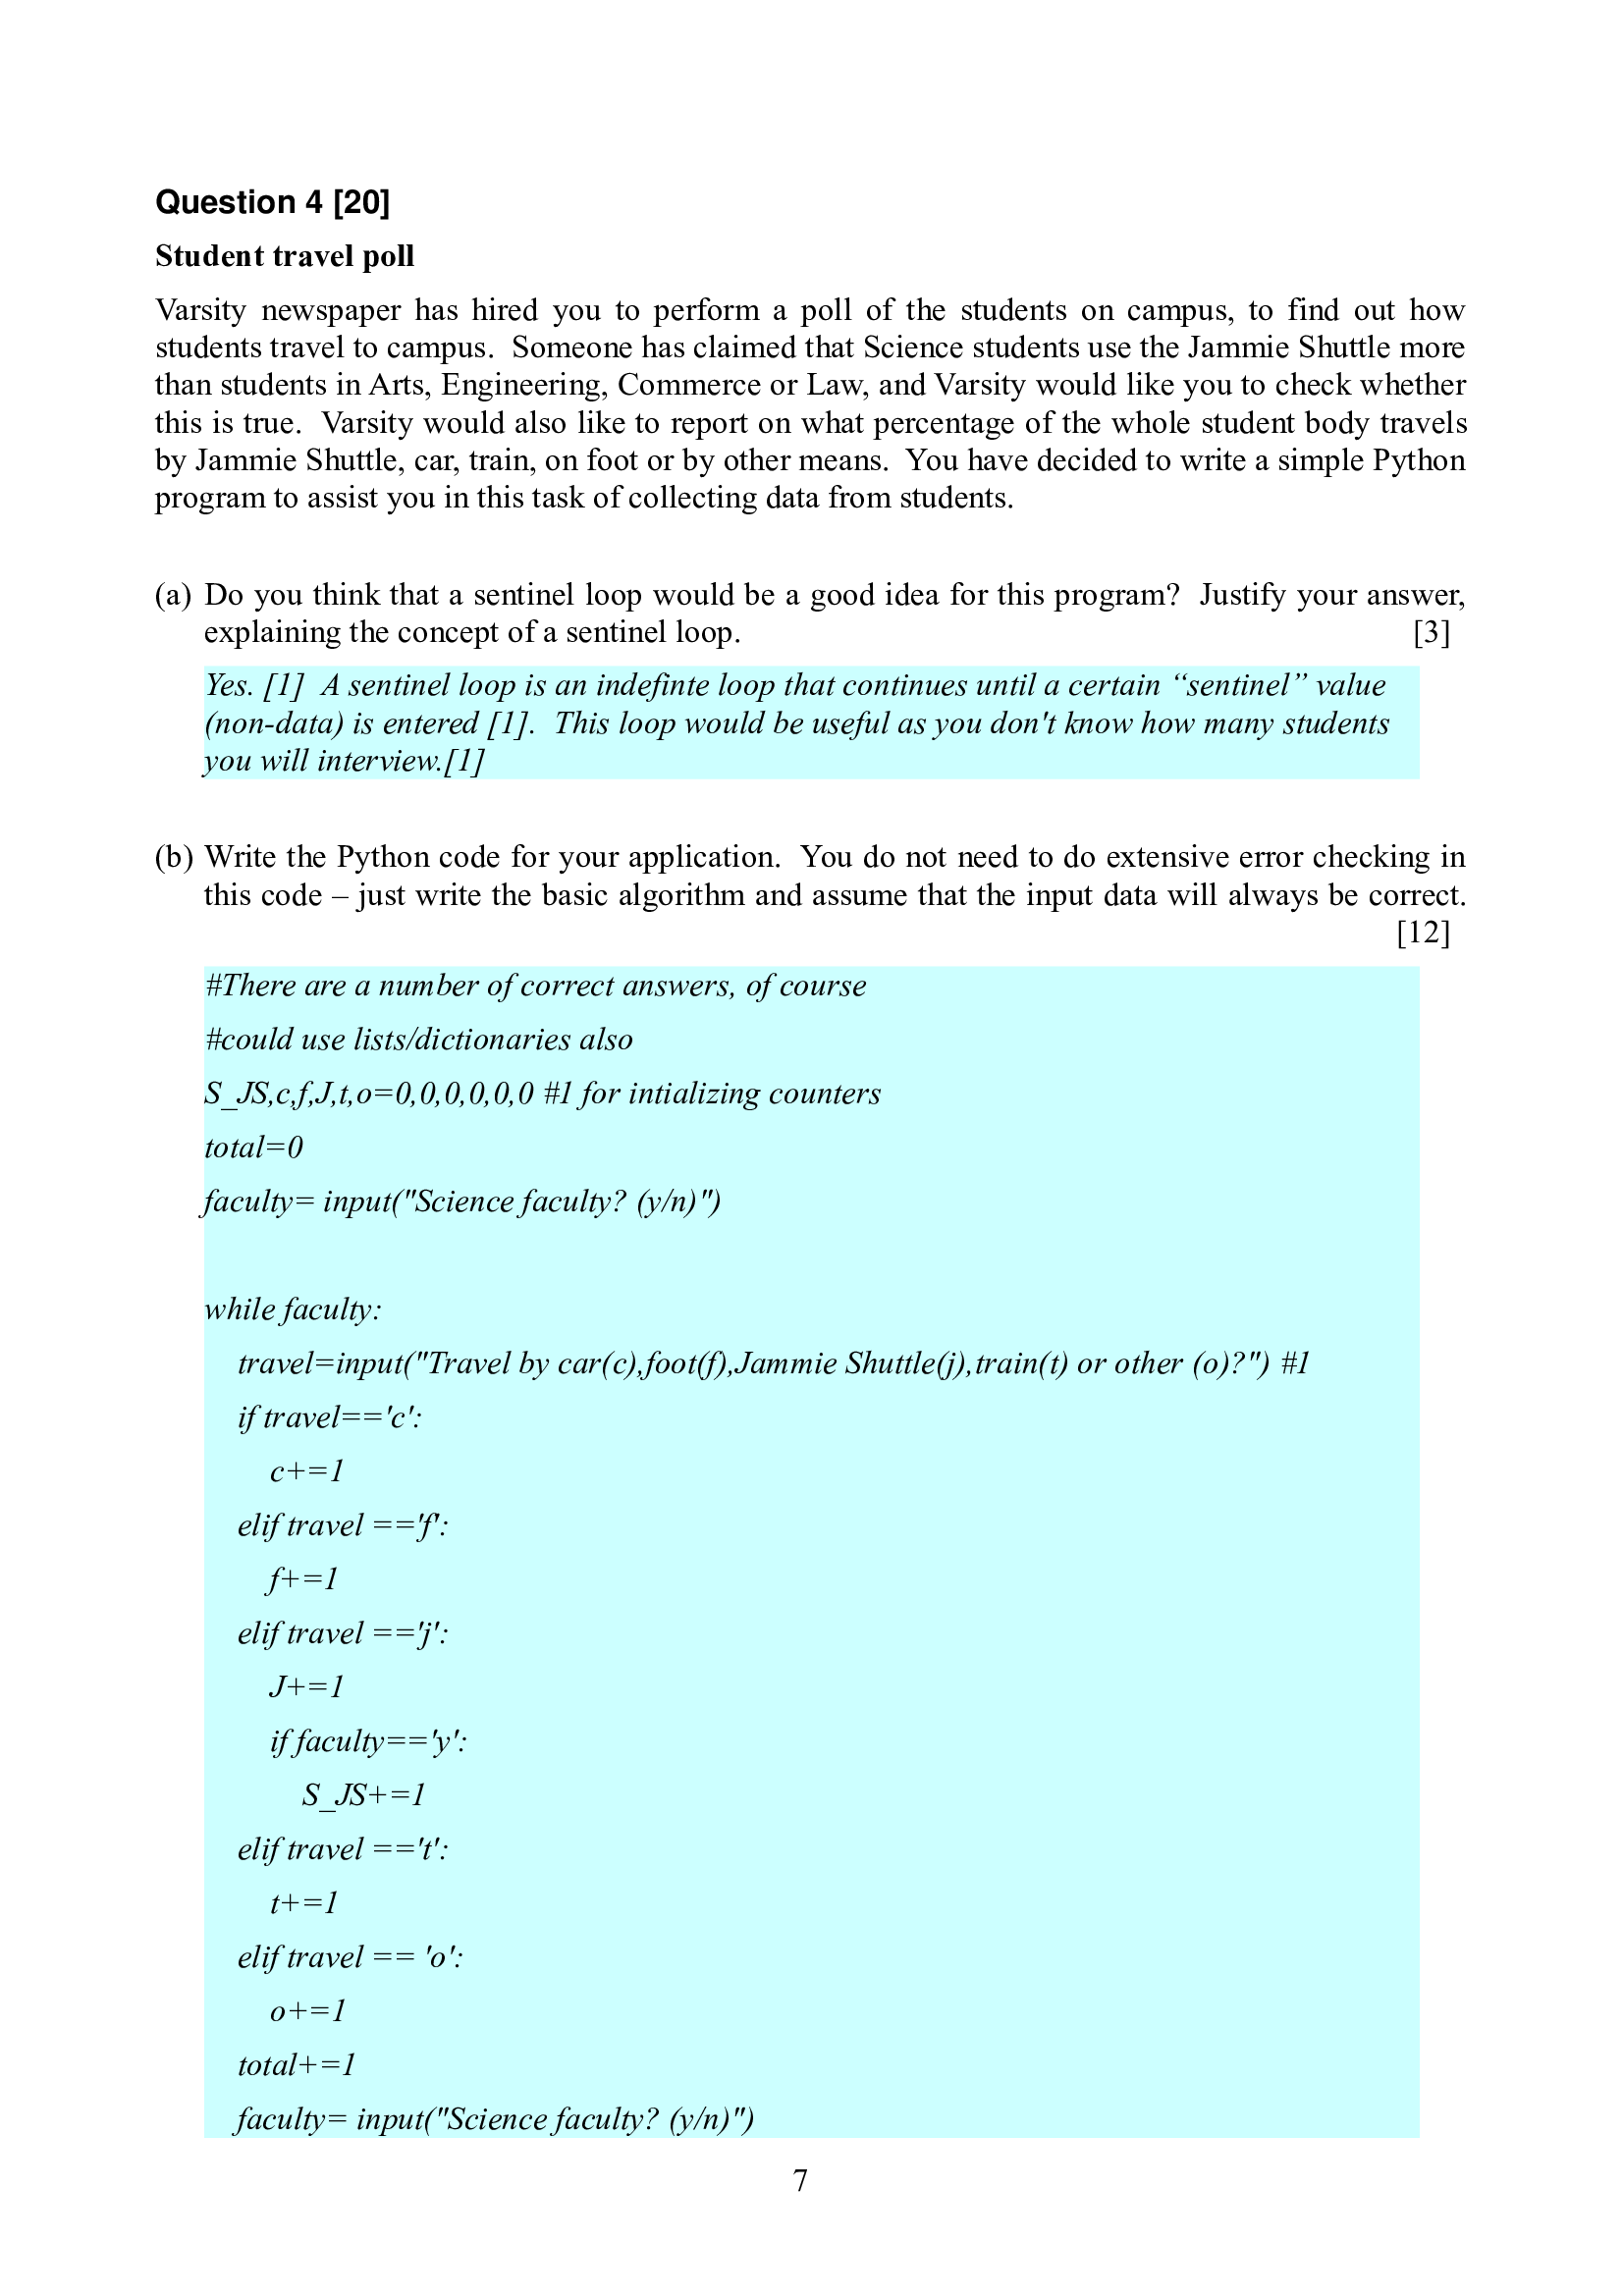 Question 4 [20]
Student travel poll
Varsity newspaper has hired you to perform a poll of the students on campus, to find out how
students travel to campus.  Someone has claimed that Science students use the Jammie Shuttle more
than students in Arts, Engineering, Commerce or Law, and Varsity would like you to check whether
this is true.  Varsity would also like to report on what percentage of the whole student body travels
by Jammie Shuttle, car, train, on foot or by other means.  You have decided to write a simple Python
program to assist you in this task of collecting data from students.
(a) Do you think that a sentinel loop would be a good idea for this program?  Justify your answer,
explaining the concept of a sentinel loop. [3]
Yes. [1]  A sentinel loop is an indefinte loop that continues until a certain “sentinel” value
(non-data) is entered [1].  This loop would be useful as you don't know how many students
you will interview.[1]
(b) Write the Python code for your application.  You do not need to do extensive error checking in
this code – just write the basic algorithm and assume that the input data will always be correct.
[12]
#There are a number of correct answers, of course
#could use lists/dictionaries also
S_JS,c,f,J,t,o=0,0,0,0,0,0 #1 for intializing counters
total=0
faculty= input("Science faculty? (y/n)")
while faculty:
travel=input("Travel by car(c),foot(f),Jammie Shuttle(j),train(t) or other (o)?") #1
if travel=='c':
c+=1
elif travel =='f':
f+=1
elif travel =='j':
J+=1
if faculty=='y':
S_JS+=1
elif travel =='t':
t+=1
elif travel == 'o':
o+=1
total+=1
faculty= input("Science faculty? (y/n)")
7